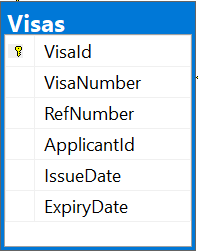 Visas
VisaId
VisaNumber
RefNumber
ApplicantId
IssueDate
ExpiryDate